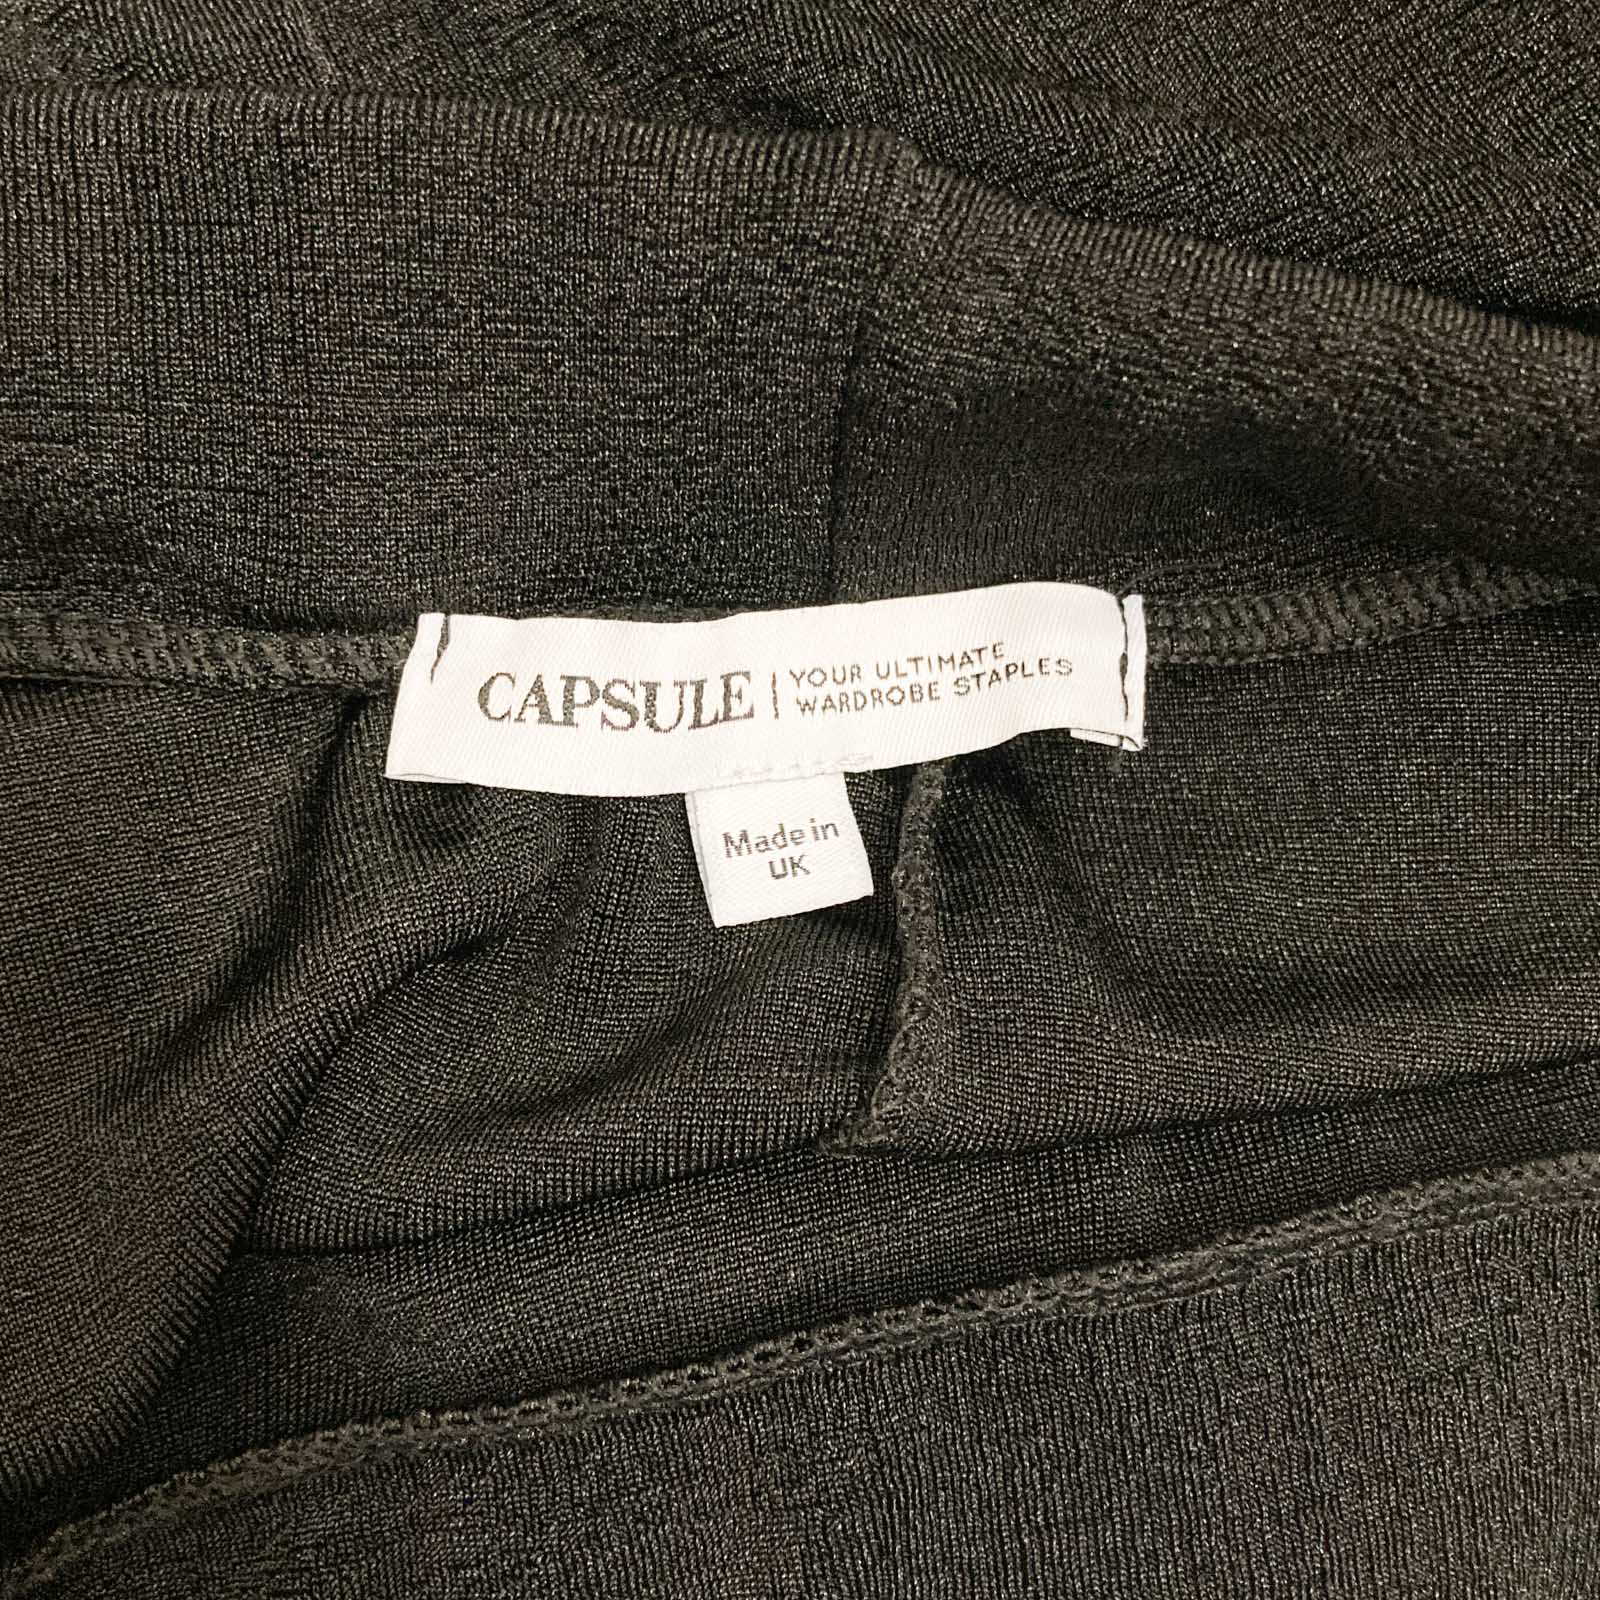 CAPSULE | YOUR ULTIMATE
WARDROBE STAPLES
Made in
UK